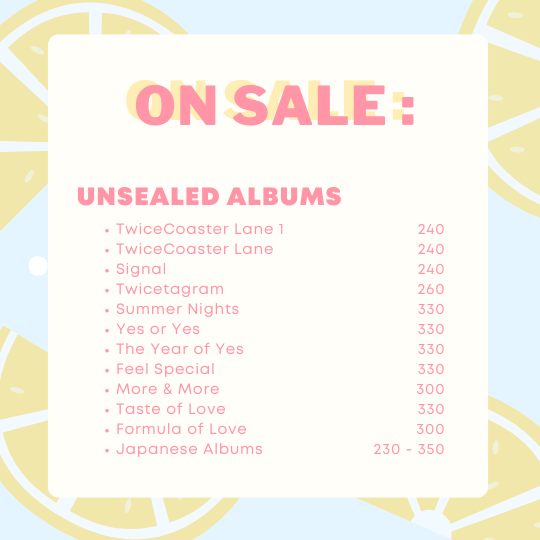 ON SALE :
UNSEALED ALBUMS
• TwiceCoaster Lane 1 240
• TwiceCoaster Lane 240
• Signal 240
• Twicetagram 260
• Summer Nights 330
• Yes or Yes 330
• The Year of Yes 330
• Feel Special 330
• More & More 300
• Taste of Love 330
• Formula of Love 300
• Japanese Albums 230 - 350